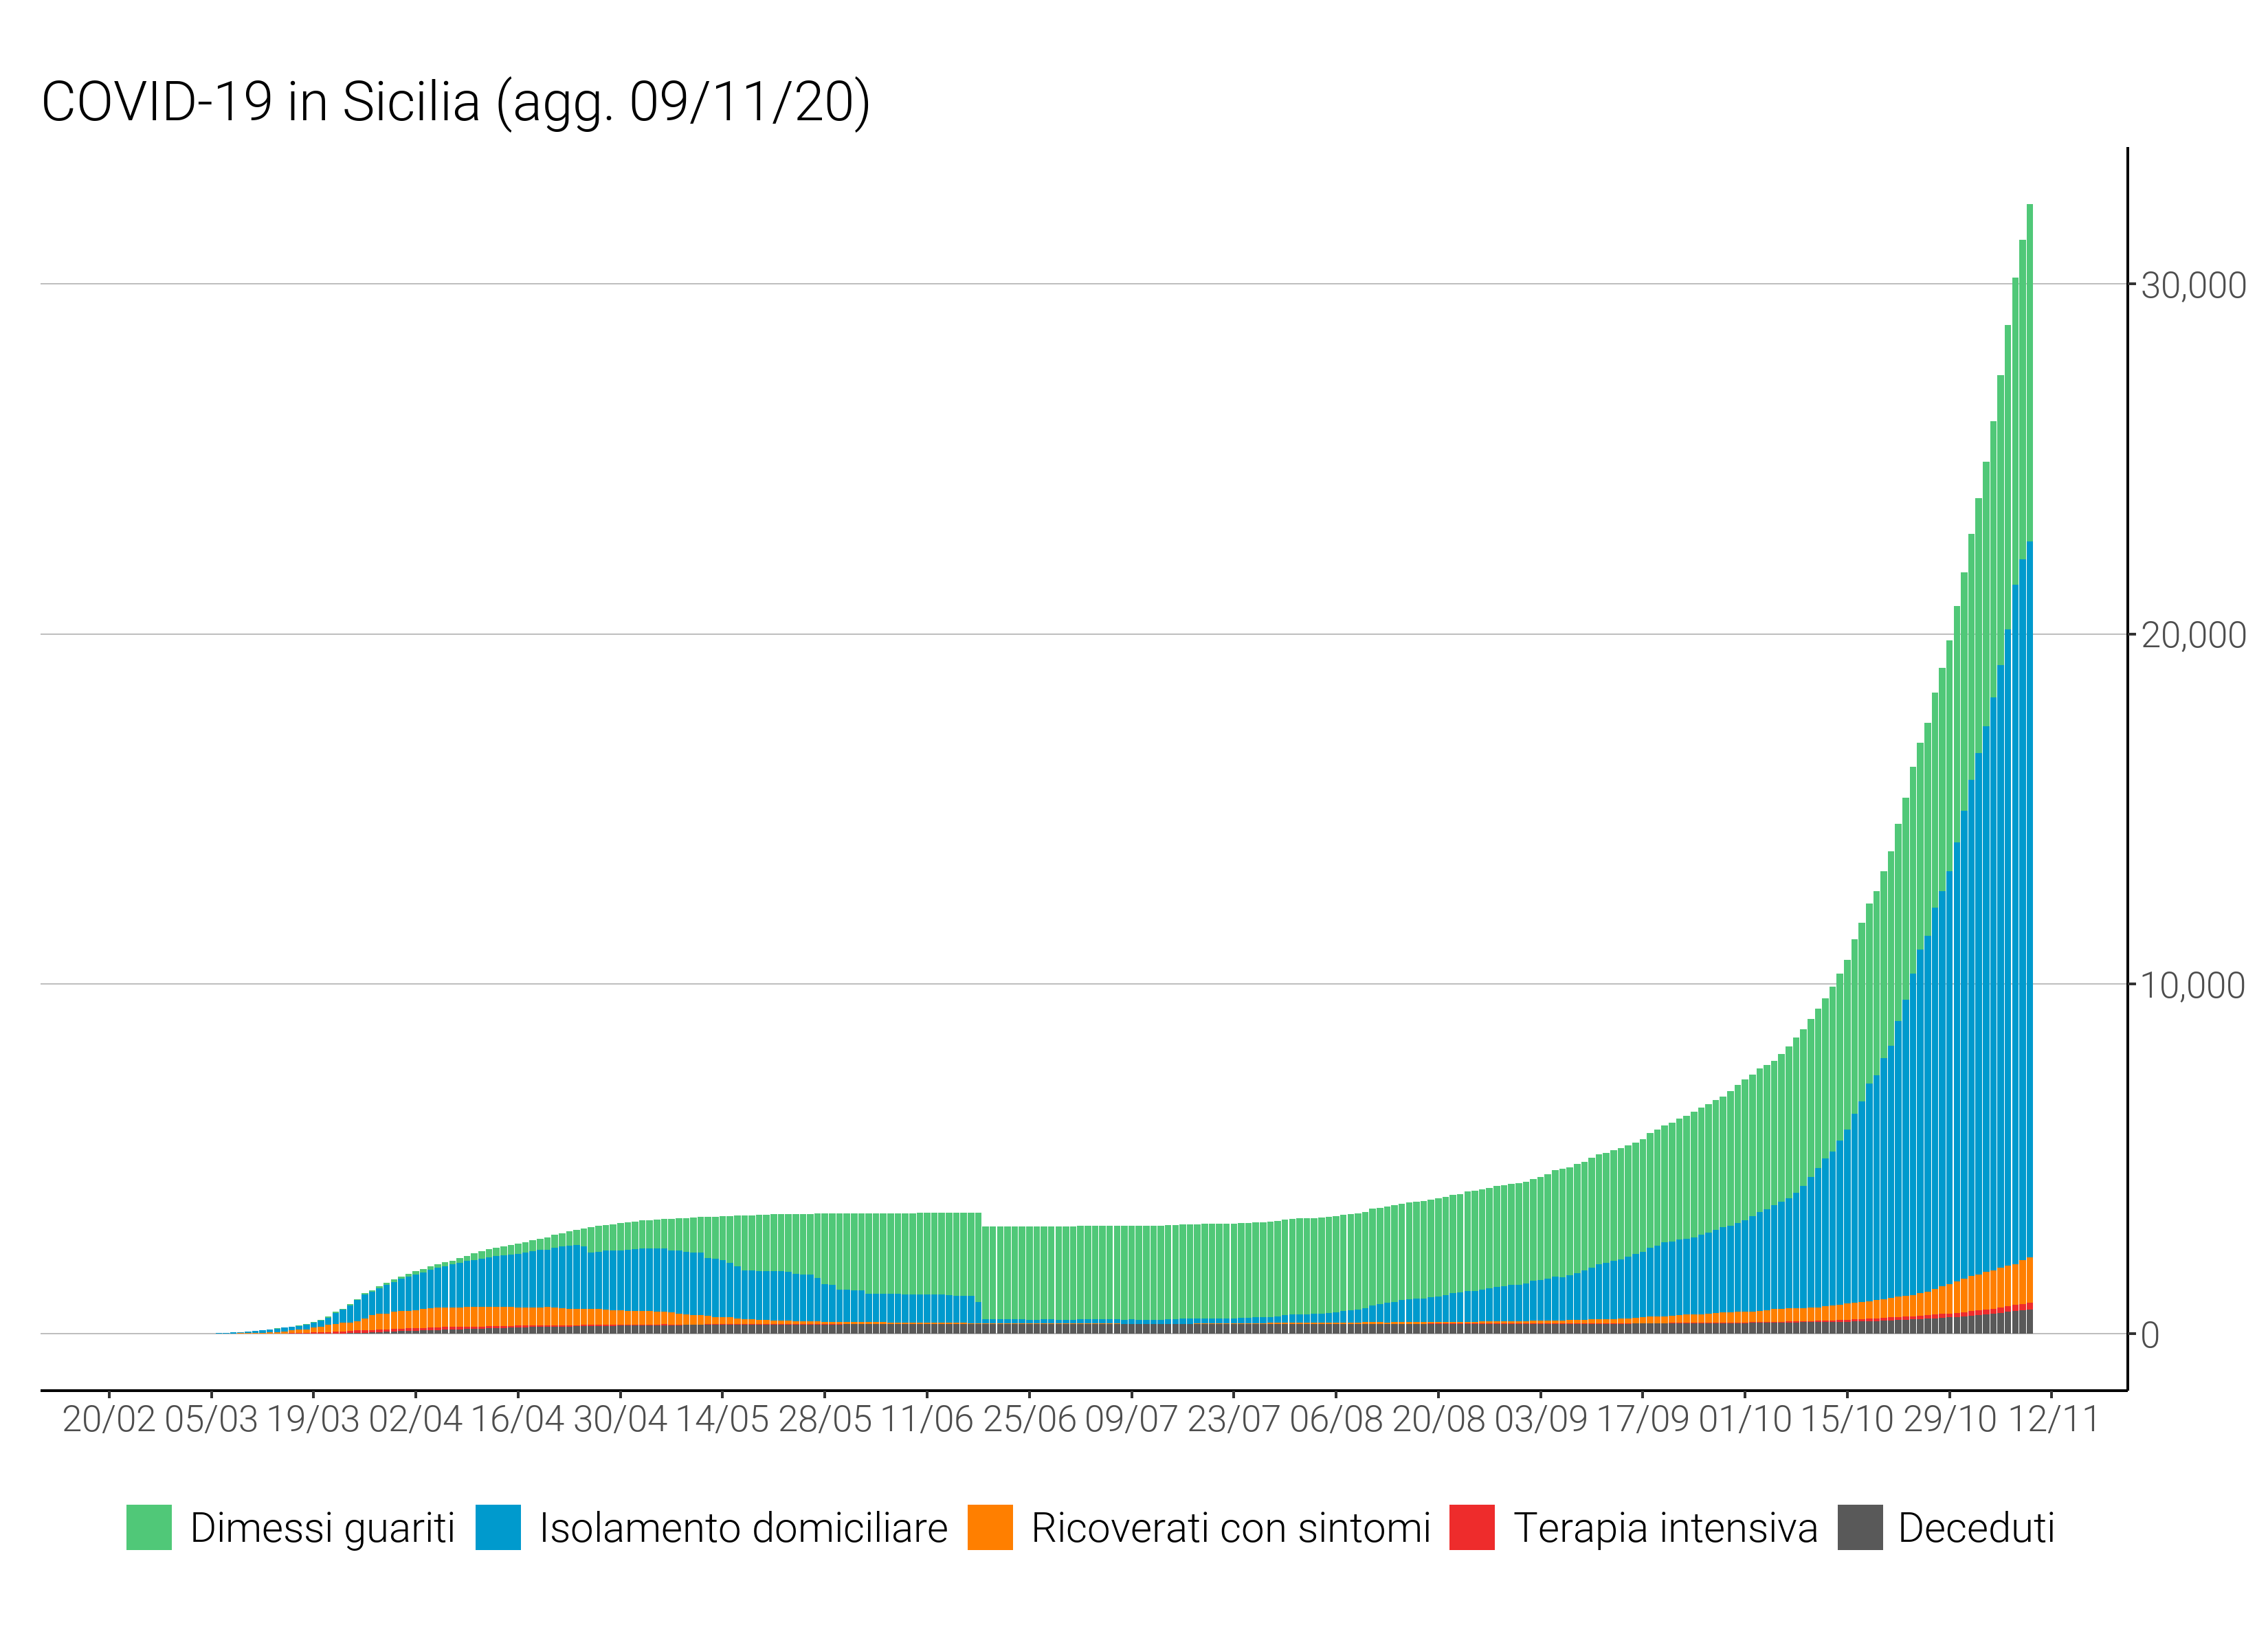 COVID-19 in Sicilia (agg. 09/11/20)
30,000
20,000
10,000
0
20/02 05/03 19/03 02/04 16/04 30/04 14/05 28/05 11/06 25/06 09/07 23/07 06/08 20/08 03/09 17/09 01/10 15/10 29/10 12/11
Dimessi guariti Isolamento domiciliare Ricoverati con sintomi Terapia intensiva Deceduti